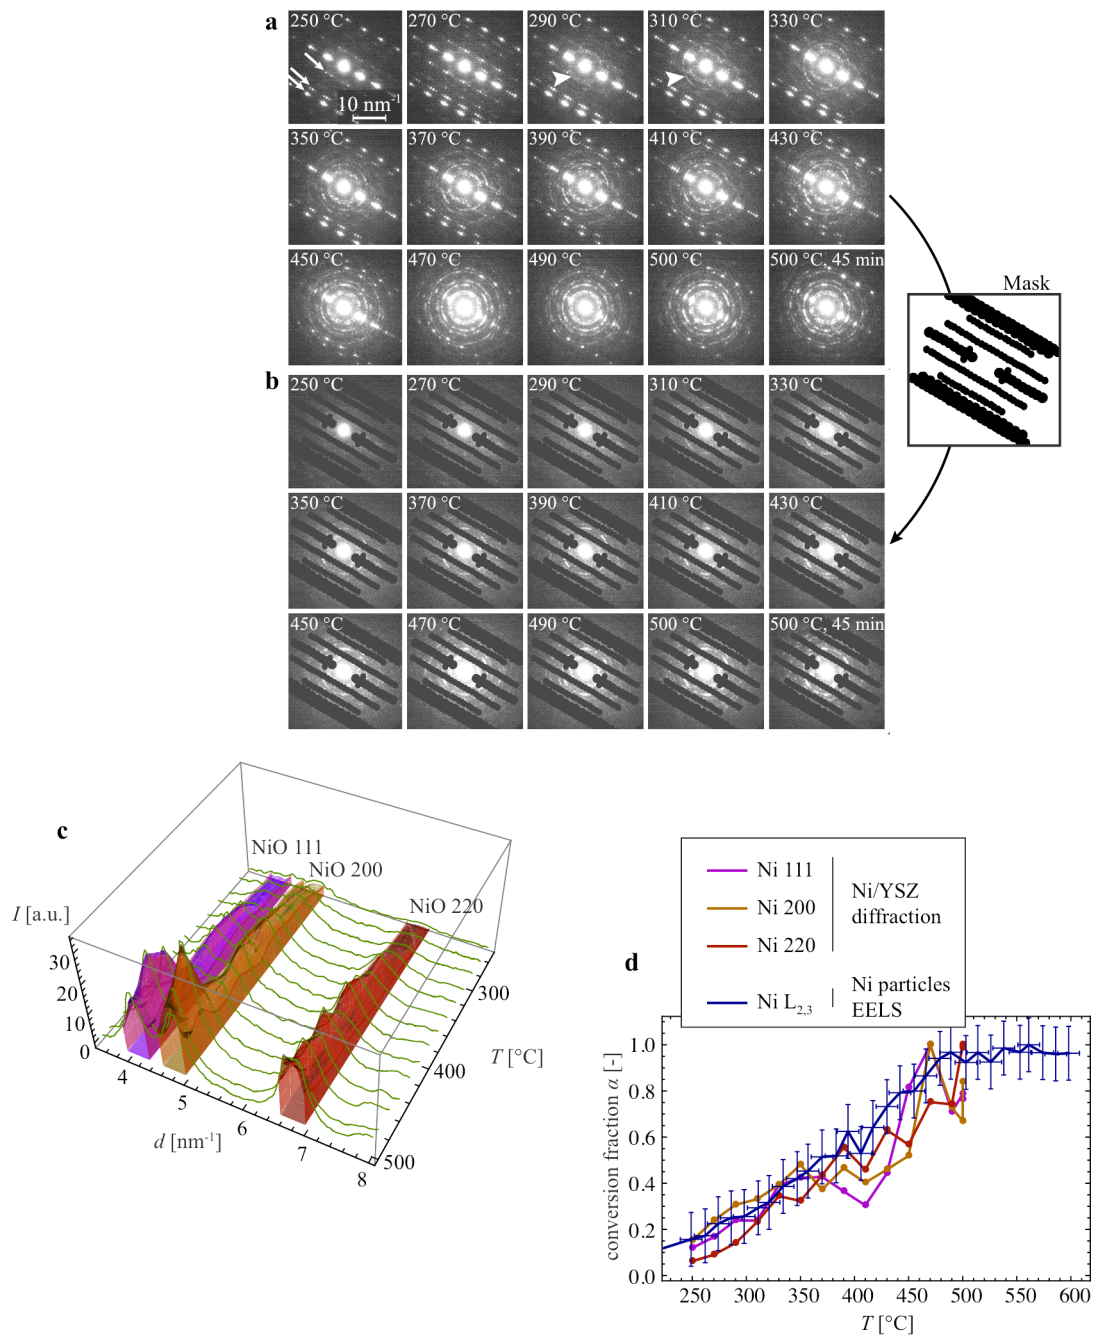 a
250 °C
270 °C
290 °C
310 °C
330 °C
10 nm-1
350 °C
370 °C
390 °C
410 °C
430 °C
450 °C
470 °C
490 °C
500 °C
500 °C, 45 min
Mask
b
250 °C
270 °C
290 °C
310 °C
330 °C
350 °C
370 °C
390 °C
410 °C
430 °C
450 °C
470 °C
490 °C
500 °C
500 °C, 45 min
c
NiO 111
NiO 200
NiO 220
I [a.u.]
30
20
10
0
4
5
6
7
8
d [nm-1]
300
400
500
T [°C]
d
Ni 111
Ni 200
Ni 220
Ni/YSZ
diffraction
Ni L2,3
Ni particles
EELS
1.0
0.8
0.6
0.4
0.2
0.0
conversion fraction α [-]
250
300
350
400
450
500
550
600
T [°C]